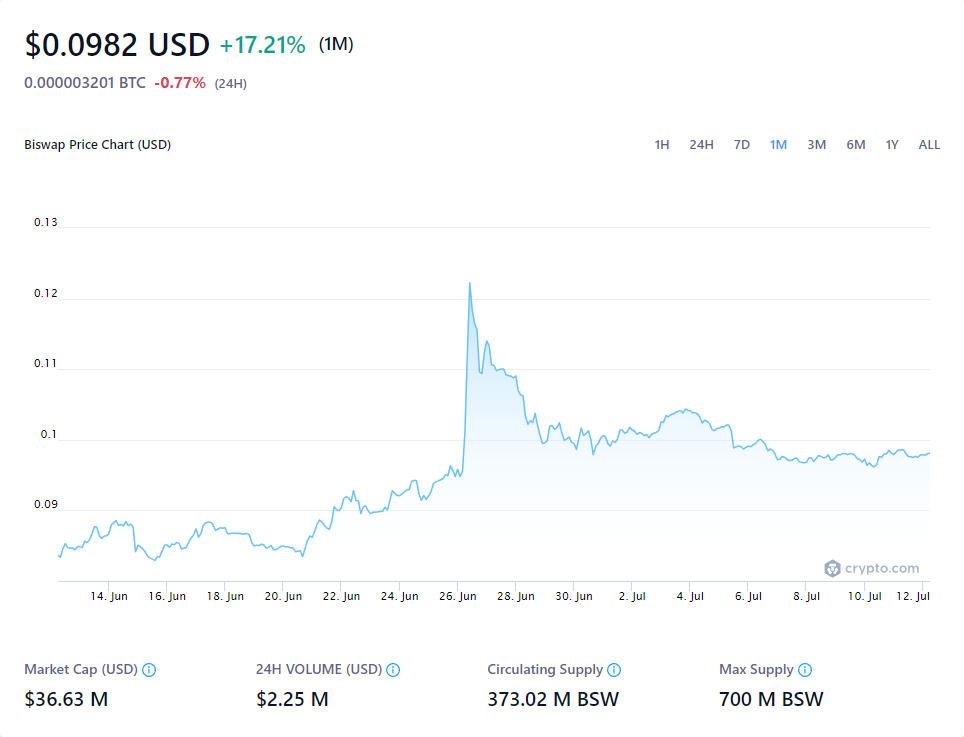 $0.0982 USD +17.21% (1M)
0.000003201 BTC -0.77% (24H)
Biswap Price Chart (USD) 1H 24H 7D 1M 3M 6M 1Y ALL
0.13
0.12
0.11
0.1
0.09
crypto.com
14. Jun 16. Jun 18. Jun 20. Jun 22. Jun 24. Jun 26. Jun 28. Jun 30. Jun 2. Jul 4. Jul 6. Jul 8. Jul 10. Jul 12. Jul
Market Cap (USD) 24H VOLUME (USD) Circulating Supply Max Supply
$36.63 M $2.25 M 373.02 M BSW 700 M BSW